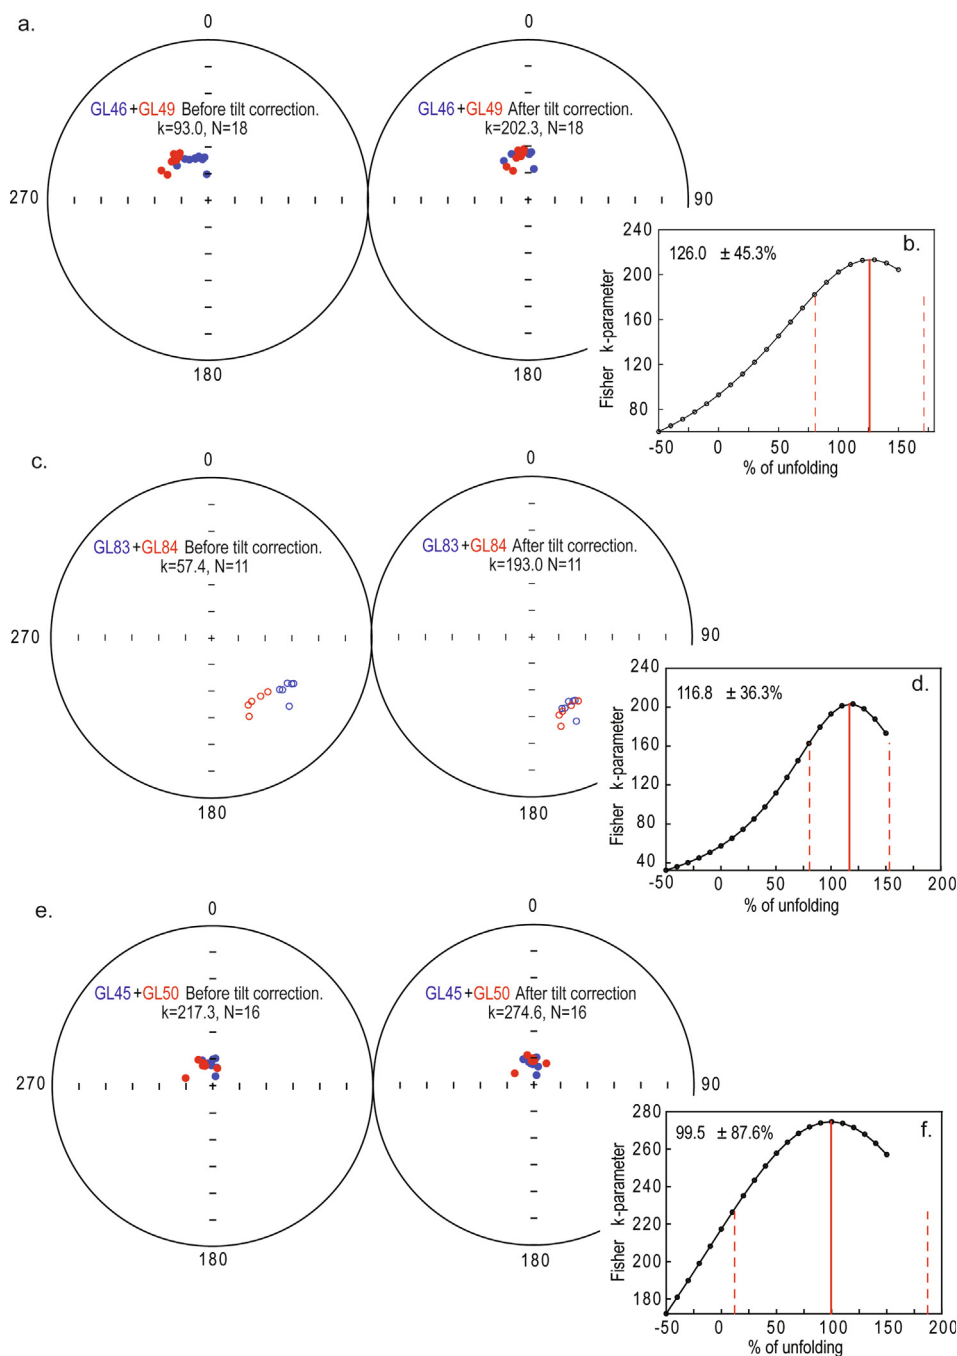 a.
0
0
GL46+GL49 Before tilt correction.
k=93.0, N=18
GL46+GL49 After tilt correction.
k=202.3, N=18
270
90
180
180
b.
126.0 ± 45.3%
240
200
160
120
80
Fisher k-parameter
-50 0 50 100 150
% of unfolding
c.
0
0
GL83+GL84 Before tilt correction.
k=57.4, N=11
GL83+GL84 After tilt correction.
k=193.0 N=11
270
90
180
180
d.
116.8 ± 36.3%
240
200
160
120
80
40
Fisher k-parameter
-50 0 50 100 150 200
% of unfolding
e.
0
0
GL45+GL50 Before tilt correction.
k=217.3, N=16
GL45+GL50 After tilt correction
k=274.6, N=16
270
90
180
180
f.
99.5 ± 87.6%
280
260
240
220
200
180
Fisher k-parameter
-50 0 50 100 150 200
% of unfolding